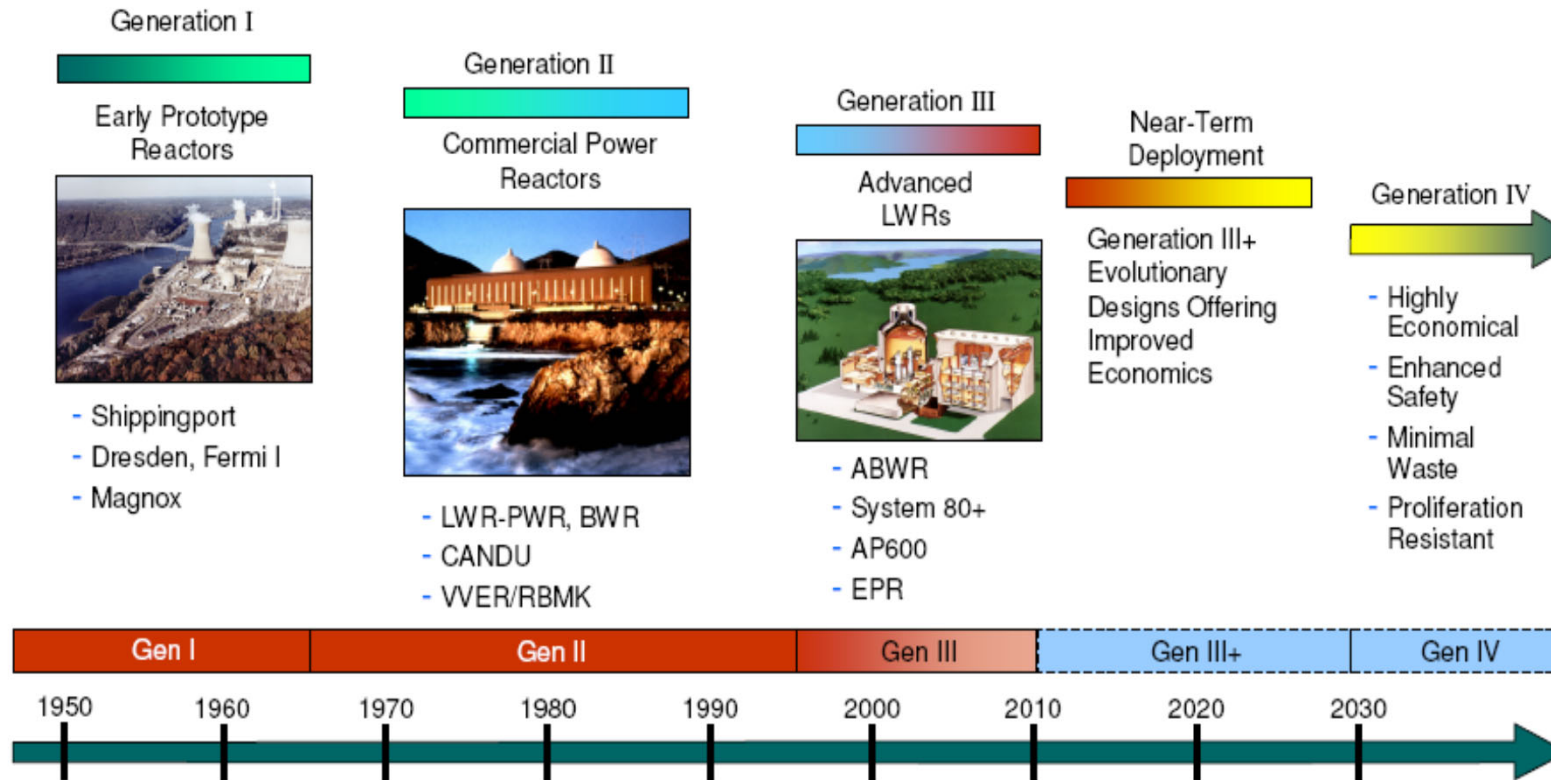 Generation I
Early Prototype
Reactors
- Shippingport
- Dresden, Fermi I
- Magnox
Generation II
Commercial Power
Reactors
- LWR-PWR, BWR
- CANDU
- VVER/RBMK
Generation III
Advanced
LWRs
- ABWR
- System 80+
- AP600
- EPR
Near-Term
Deployment
Generation III+
Evolutionary
Designs Offering
Improved
Economics
Generation IV
- Highly
Economical
- Enhanced
Safety
- Minimal
Waste
- Proliferation
Resistant
Gen I
Gen II
Gen III
Gen III+
Gen IV
1950
1960
1970
1980
1990
2000
2010
2020
2030